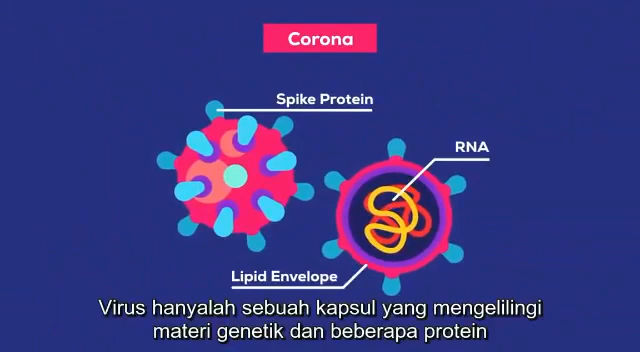 Corona
Spike Protein
RNA
Lipid Envelope
Virus hanyalah sebuah kapsul yang mengelilingi
materi genetik dan beberapa protein